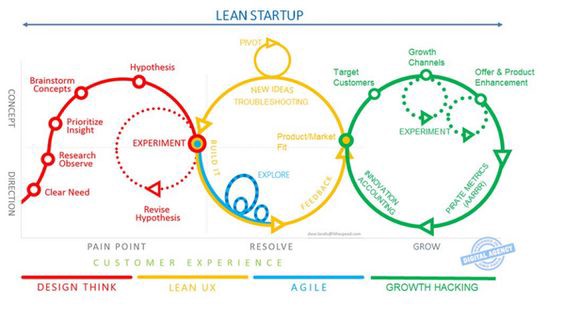 LEAN STARTUP
PIVOT
Hypothesis
Growth
Channels
Brainstorm
Concepts
Target
Customers
Offer & Product
Enhancement
NEW IDEAS
TROUBLESHOOTING
CONCEPT
Prioritize
Insight
EXPERIMENT
EXPERIMENT
BUILD IT
Product/Market
Fit
Research
Observe
EXPLORE
Clear Need
Revise
Hypothesis
FEEDBACK
INNOVATION
ACCOUNTING
PIRATE METRICS
(AARRR)
DIRECTION
PAIN POINT
RESOLVE
GROW
DIGITAL AGENCY
CUSTOMER EXPERIENCE
DESIGN THINK
LEAN UX
AGILE
GROWTH HACKING